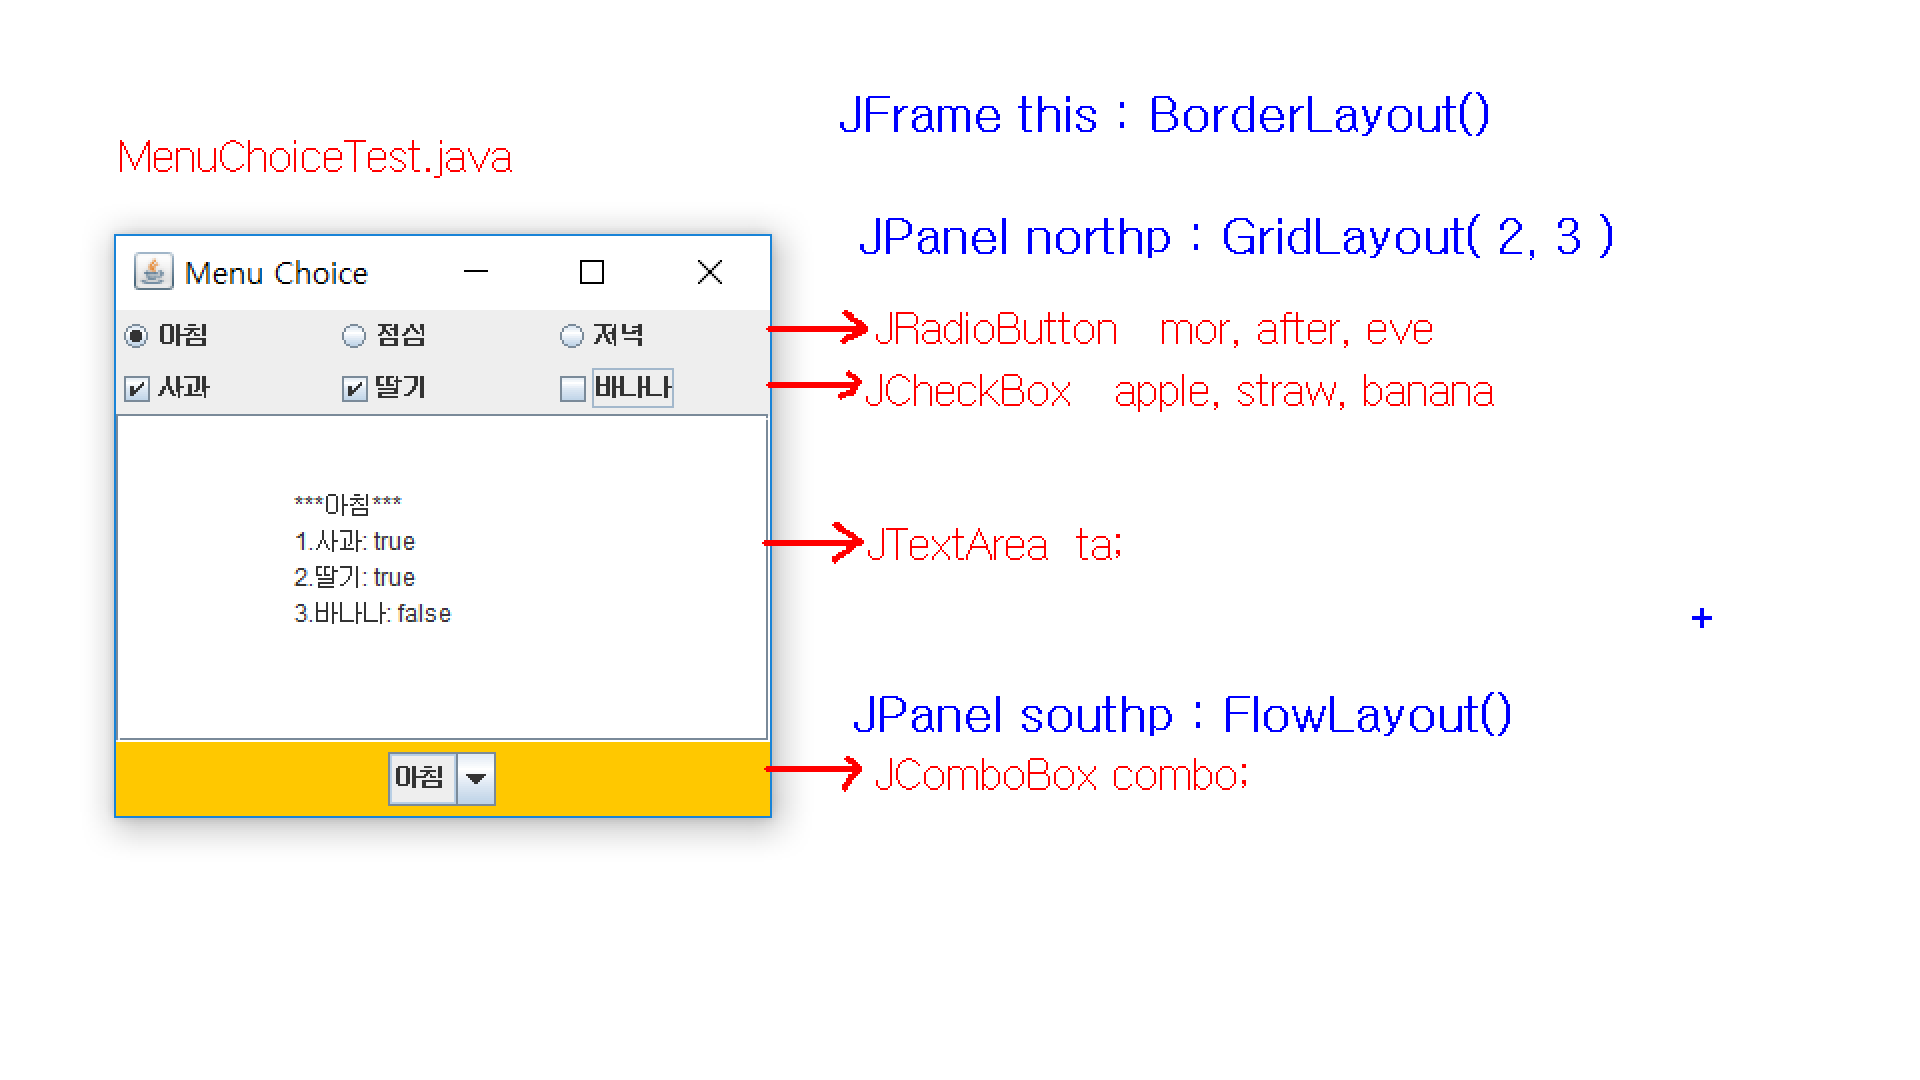 JFrame this : BorderLayout()
MenuChoiceTest.java
JPanel northp : GridLayout( 2, 3 )
Menu Choice
아침 점심 저녁
JRadioButton mor, after, eve
사과 딸기 바나나
JCheckBox apple, straw, banana
***아침***
1.사과: true
JTextArea ta;
2.딸기: true
3.바나나: false
JPanel southp : FlowLayout()
아침
JComboBox combo;